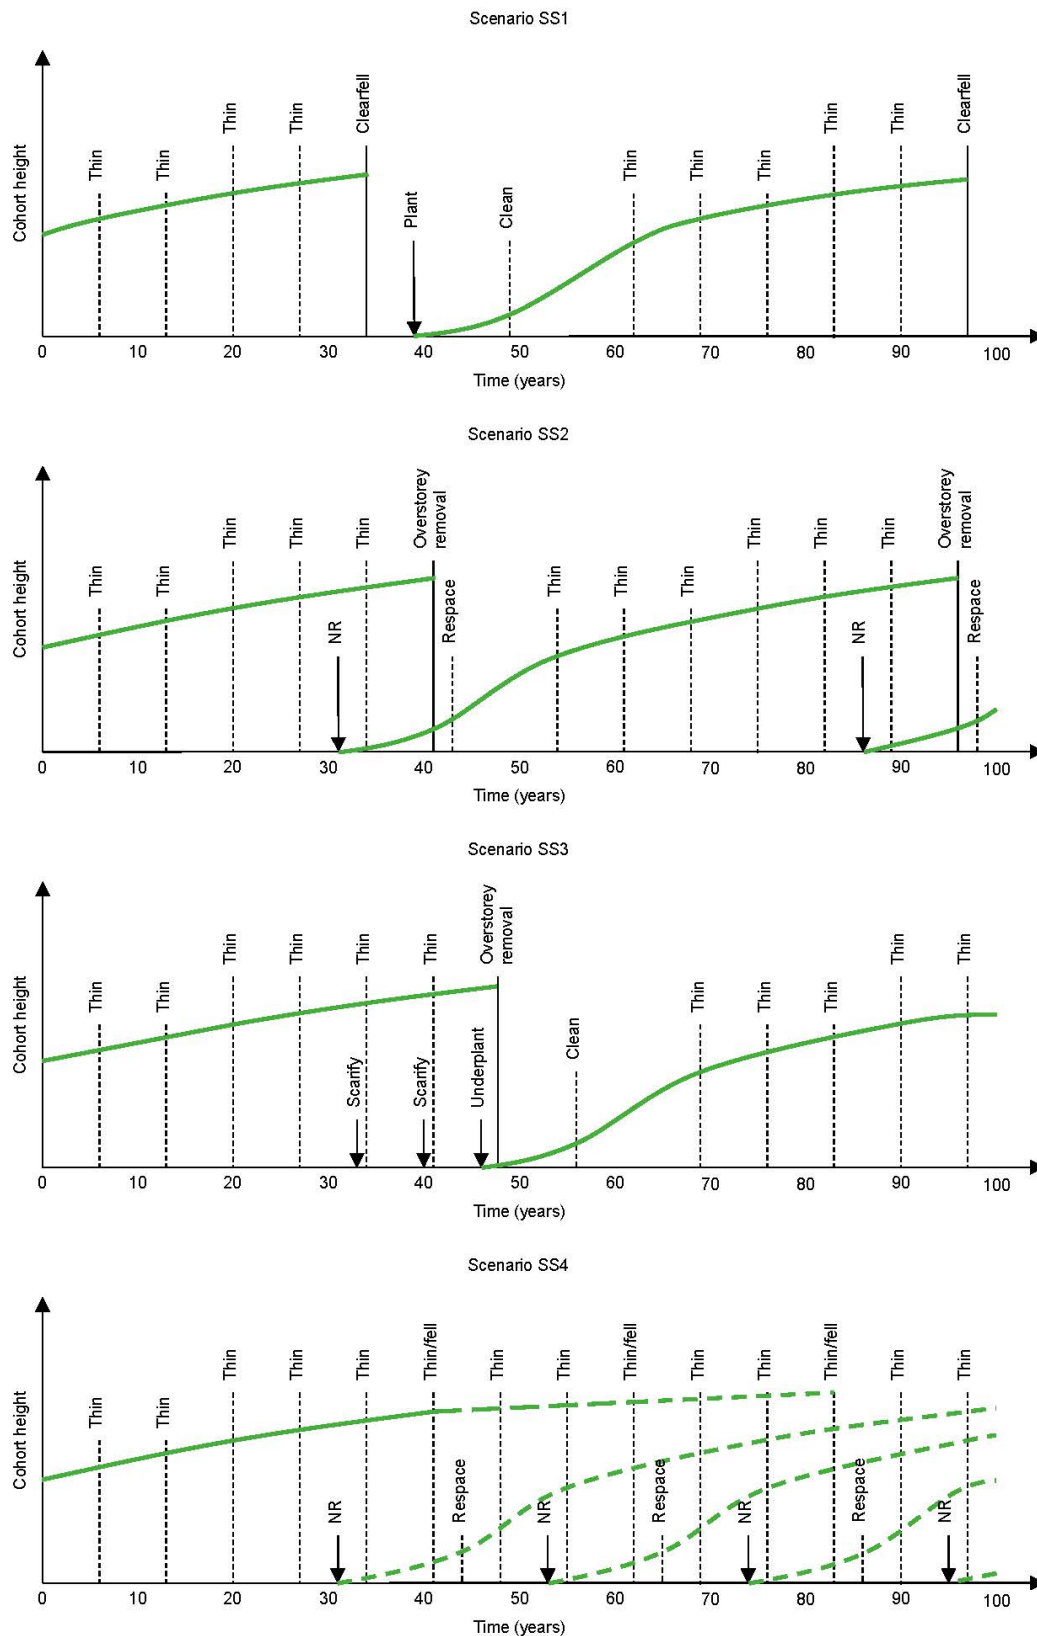 Scenario SS1
Cohort height
Thin
Thin
Thin
Thin
Clearfell
Plant
Clean
Thin
Thin
Thin
Thin
Thin
Clearfell
0 10 20 30 40 50 60 70 80 90 100
Time (years)
Scenario SS2
Cohort height
Thin
Thin
Thin
Thin
NR
Thin
Overstorey
removal
Respace
Thin
Thin
Thin
Thin
Thin
NR
Thin
Overstorey
removal
Respace
0 10 20 30 40 50 60 70 80 90 100
Time (years)
Scenario SS3
Cohort height
Thin
Thin
Thin
Thin
Scarify
Thin
Scarify
Thin
Underplant
Overstorey
removal
Clean
Thin
Thin
Thin
Thin
Thin
0 10 20 30 40 50 60 70 80 90 100
Time (years)
Scenario SS4
Cohort height
Thin
Thin
Thin
Thin
NR
Thin
Thin/fell
Respace
Thin
NR
Thin
Thin/fell
Respace
Thin
NR
Thin
Thin/fell
Respace
Thin
NR
Thin
0 10 20 30 40 50 60 70 80 90 100
Time (years)